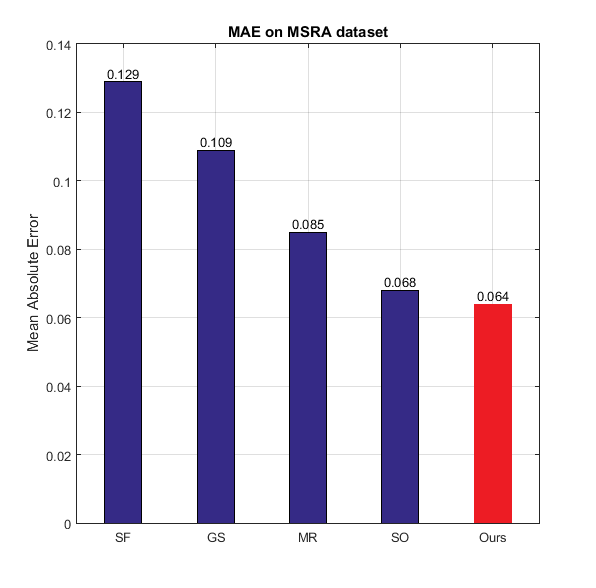 MAE on MSRA dataset
Mean Absolute Error
0.14
0.12
0.1
0.08
0.06
0.04
0.02
0
0.129
0.109
0.085
0.068
0.064
SF
GS
MR
SO
Ours